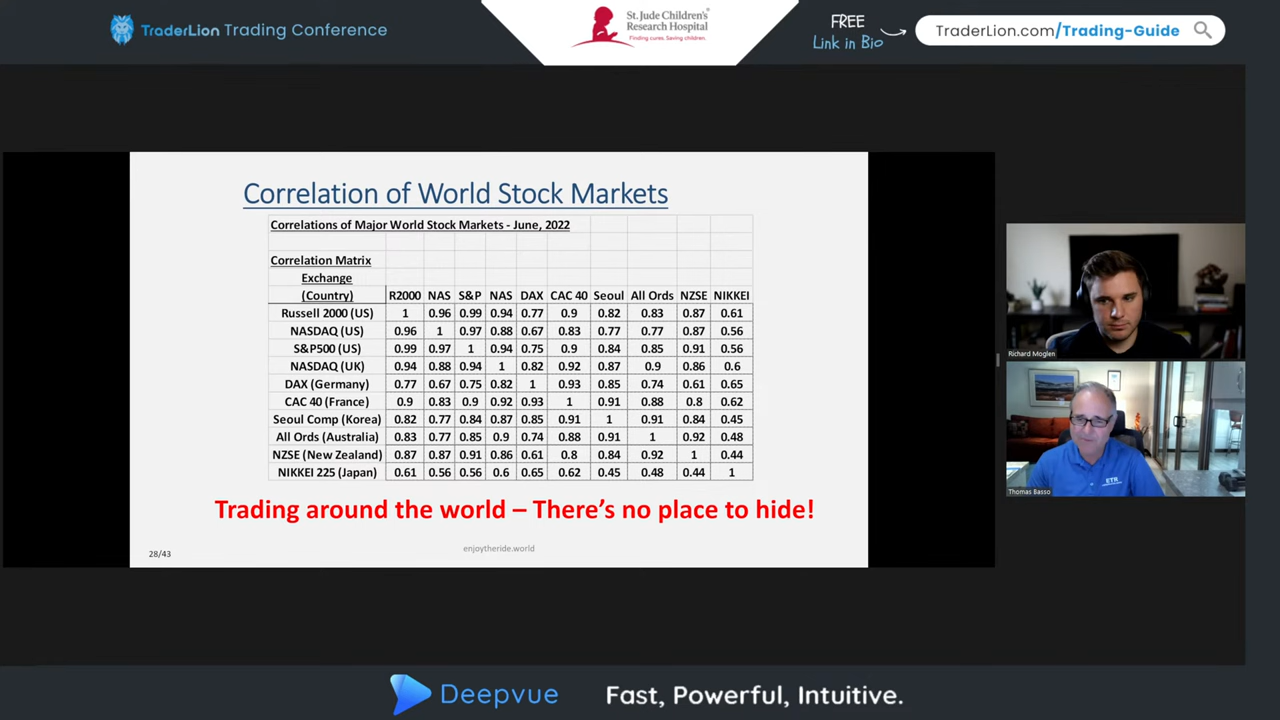 TraderLion Trading Conference
St. Jude Children's
Research Hospital
Finding cures. Saving children.
FREE
Link in Bio
TraderLion.com/Trading-Guide
Correlation of World Stock Markets
Correlations of Major World Stock Markets - June, 2022
Correlation Matrix
Exchange
(Country) R2000 NAS S&P NAS DAX CAC 40 Seoul All Ords NZSE NIKKEI
Russell 2000 (US) 1 0.96 0.99 0.94 0.77 0.9 0.82 0.83 0.87 0.61
NASDAQ (US) 0.96 1 0.97 0.88 0.67 0.83 0.77 0.77 0.87 0.56
S&P500 (US) 0.99 0.97 1 0.94 0.75 0.9 0.84 0.85 0.91 0.56
NASDAQ (UK) 0.94 0.88 0.94 1 0.82 0.92 0.87 0.9 0.86 0.6
DAX (Germany) 0.77 0.67 0.75 0.82 1 0.93 0.85 0.74 0.61 0.65
CAC 40 (France) 0.9 0.83 0.9 0.92 0.93 1 0.91 0.88 0.8 0.62
Seoul Comp (Korea) 0.82 0.77 0.84 0.87 0.85 0.91 1 0.91 0.84 0.45
All Ords (Australia) 0.83 0.77 0.85 0.9 0.74 0.88 0.91 1 0.92 0.48
NZSE (New Zealand) 0.87 0.87 0.91 0.86 0.61 0.8 0.84 0.92 1 0.44
NIKKEI 225 (Japan) 0.61 0.56 0.56 0.6 0.65 0.62 0.45 0.48 0.44 1
Trading around the world – There's no place to hide!
28/43
enjoytheride.world
Richard Moglen
ETR
Thomas Basso
Deepvue
Fast, Powerful, Intuitive.